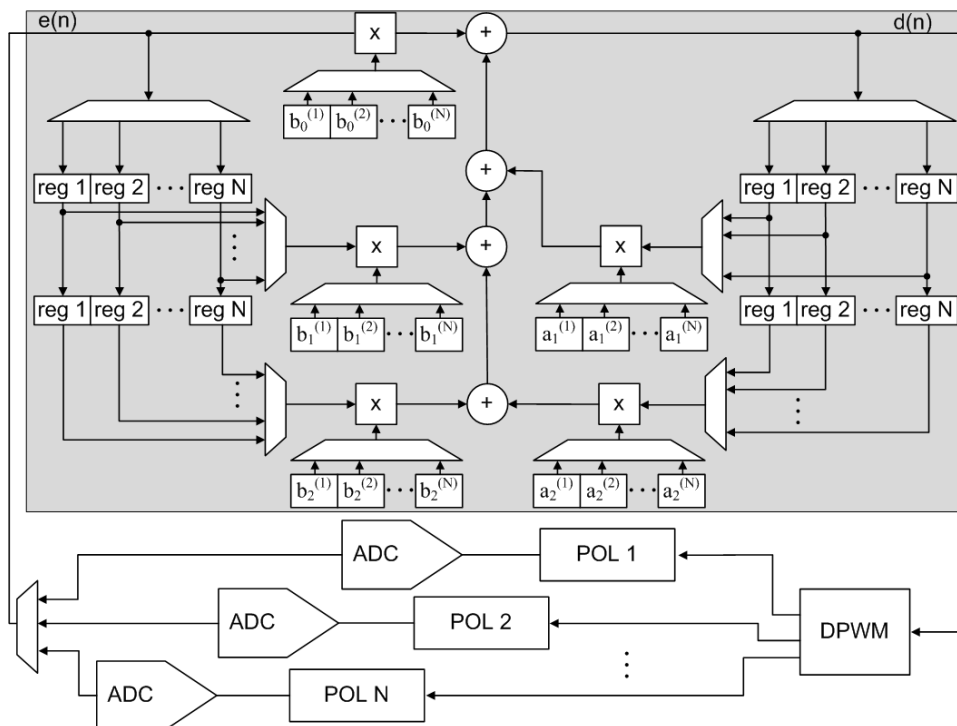 e(n) d(n)
x +
b₀⁽¹⁾ b₀⁽²⁾ ··· b₀⁽ᴺ⁾
+
reg 1 reg 2 ··· reg N reg 1 reg 2 ··· reg N
x + x
reg 1 reg 2 ··· reg N reg 1 reg 2 ··· reg N
b₁⁽¹⁾ b₁⁽²⁾ ··· b₁⁽ᴺ⁾ a₁⁽¹⁾ a₁⁽²⁾ ··· a₁⁽ᴺ⁾
x + x
b₂⁽¹⁾ b₂⁽²⁾ ··· b₂⁽ᴺ⁾ a₂⁽¹⁾ a₂⁽²⁾ ··· a₂⁽ᴺ⁾
ADC POL 1
ADC POL 2 DPWM
ADC POL N